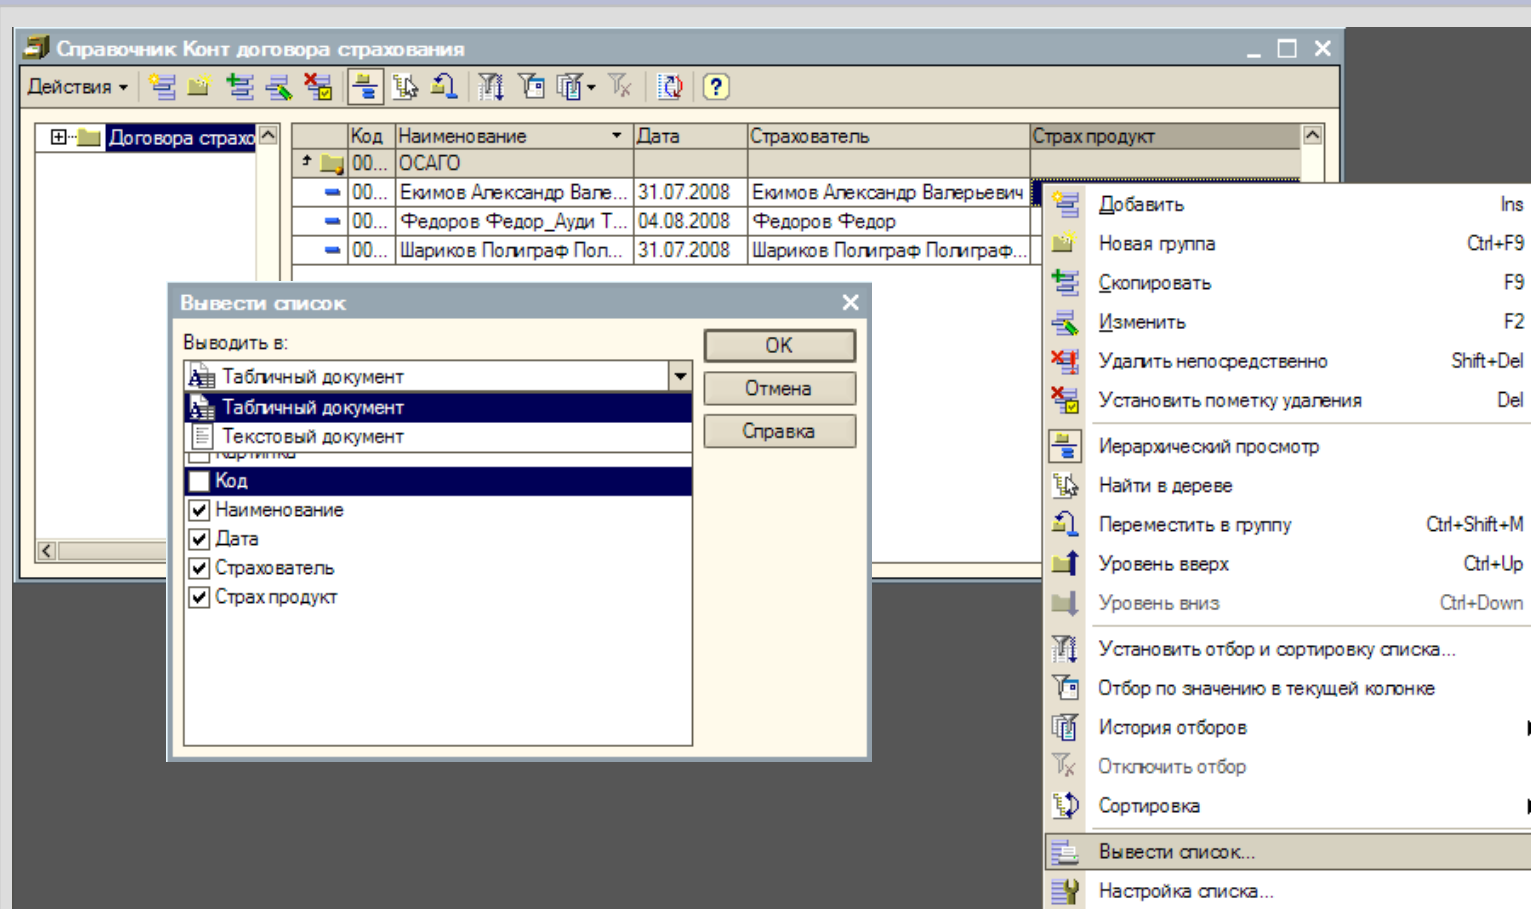 Справочник Конт договора страхования
Действия
Договора страхо
Код Наименование Дата Страхователь Страх продукт
00... ОСАГО
00... Екимов Александр Вале... 31.07.2008 Екимов Александр Валерьевич
00... Федоров Федор_Ауди Т... 04.08.2008 Федоров Федор
00... Шариков Полиграф Пол... 31.07.2008 Шариков Полиграф Полиграф...
Вывести список
Выводить в:
Табличный документ
Табличный документ
Текстовый документ
Картинка
Код
Наименование
Дата
Страхователь
Страх продукт
OK
Отмена
Справка
Добавить Ins
Новая группа Ctrl+F9
Скопировать F9
Изменить F2
Удалить непосредственно Shift+Del
Установить пометку удаления Del
Иерархический просмотр
Найти в дереве
Переместить в группу Ctrl+Shift+M
Уровень вверх Ctrl+Up
Уровень вниз Ctrl+Down
Установить отбор и сортировку списка...
Отбор по значению в текущей колонке
История отборов
Отключить отбор
Сортировка
Вывести список...
Настройка списка...